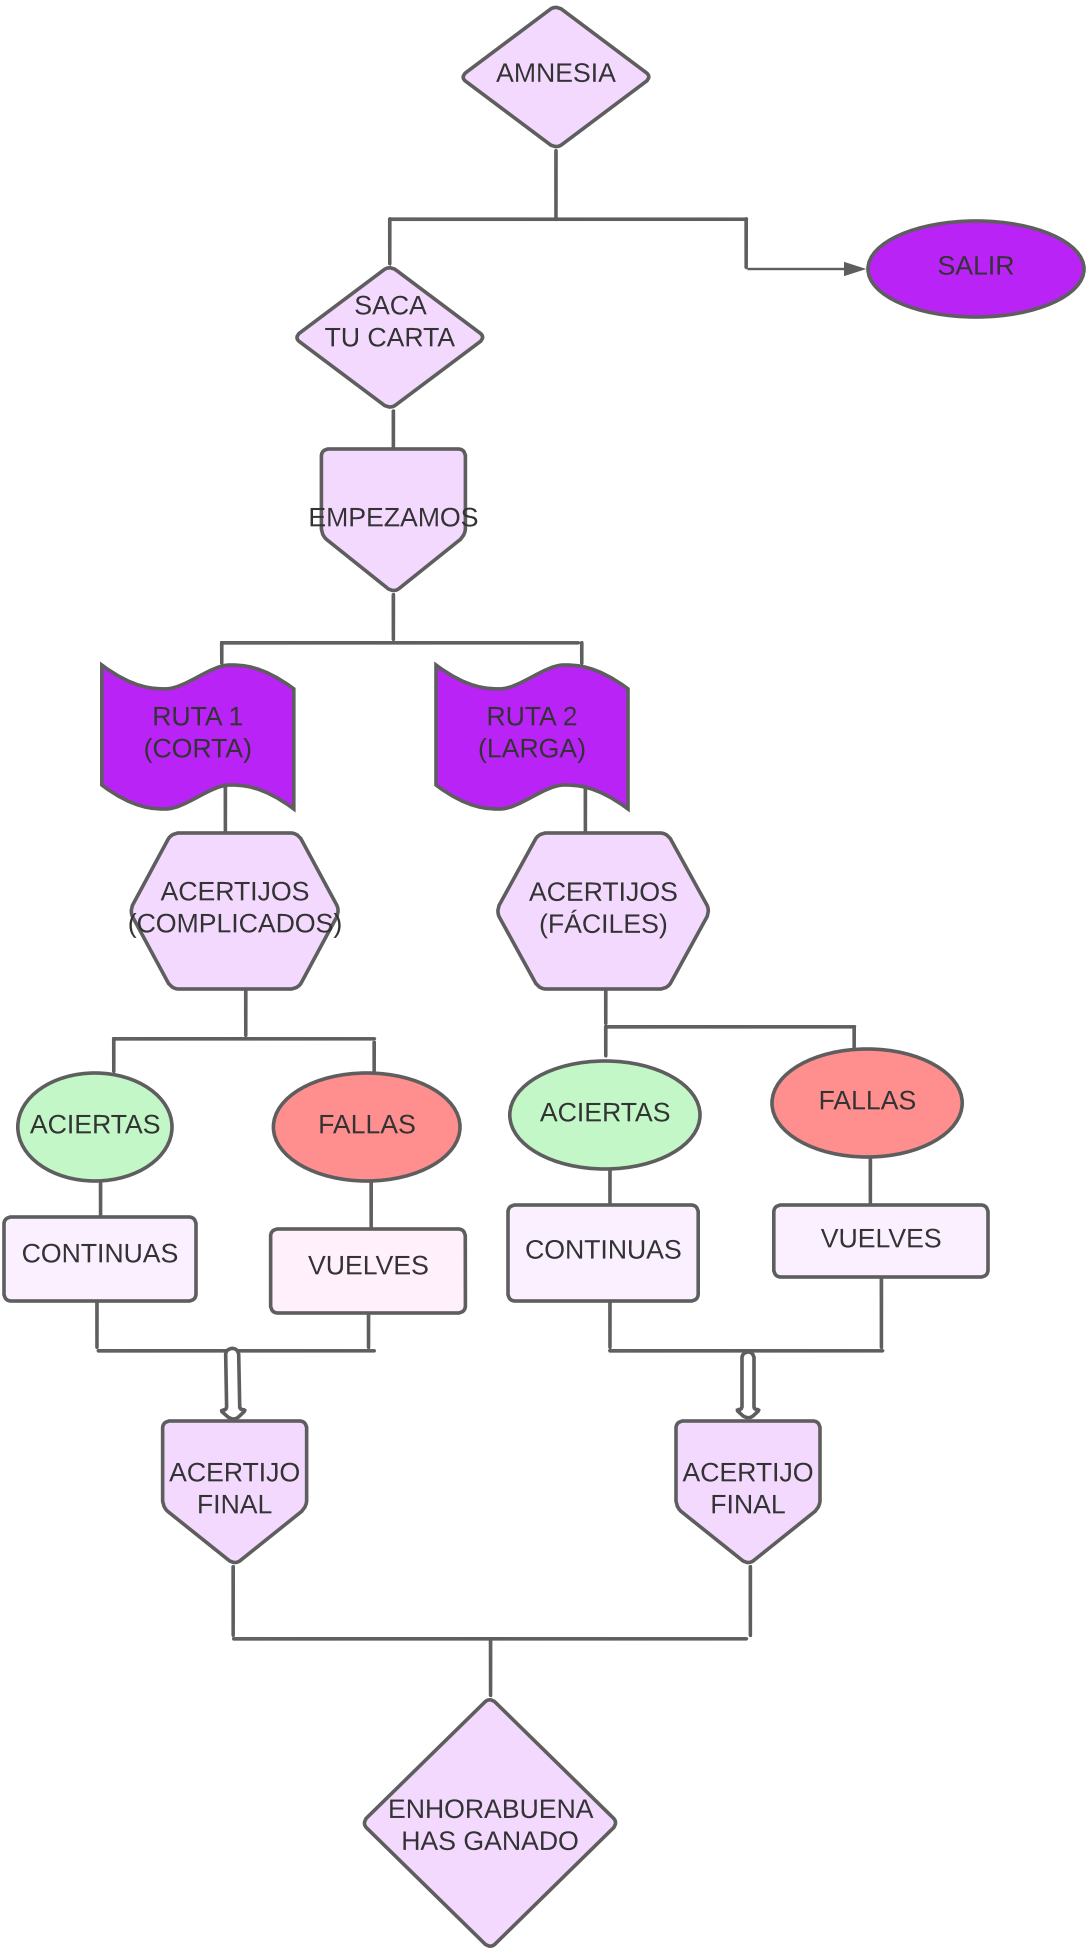 AMNESIA
SALIR
SACA
TU CARTA
EMPEZAMOS
RUTA 1
(CORTA)
RUTA 2
(LARGA)
ACERTIJOS
(COMPLICADOS)
ACERTIJOS
(FÁCILES)
ACIERTAS
FALLAS
ACIERTAS
FALLAS
CONTINUAS
VUELVES
CONTINUAS
VUELVES
ACERTIJO
FINAL
ACERTIJO
FINAL
ENHORABUENA
HAS GANADO